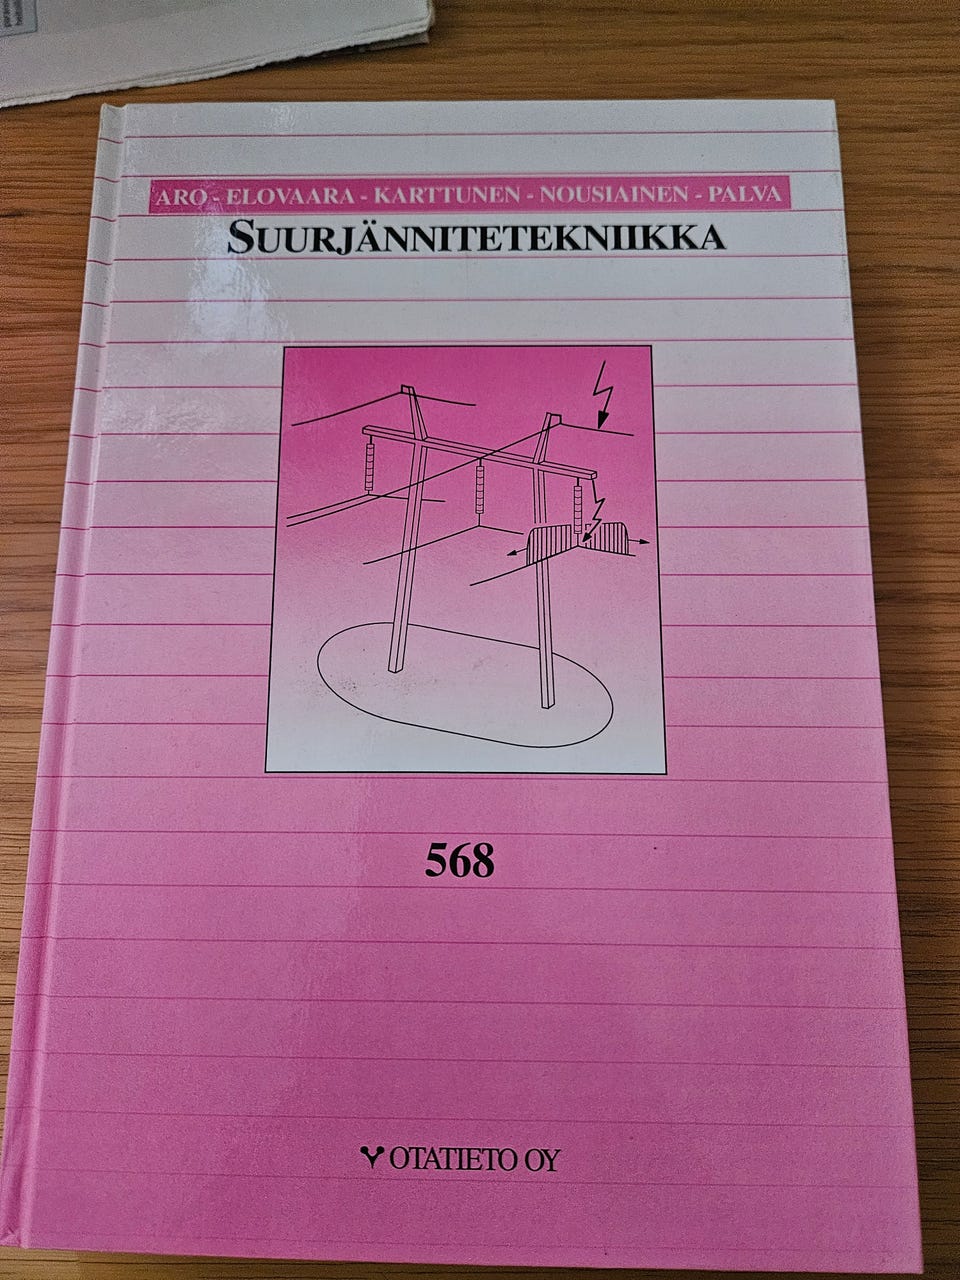 ARO - ELOVAARA - KARTTUNEN - NOUSIAINEN - PALVA
SUURJÄNNITETEKNIIKKA
568
OTATIETO OY